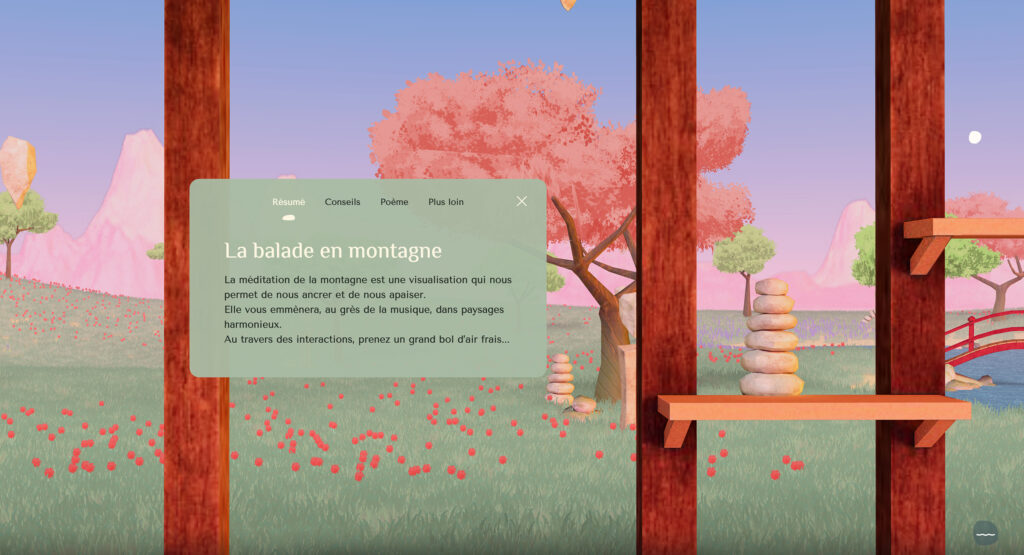 Résumé Conseils Poème Plus loin
La balade en montagne
La méditation de la montagne est une visualisation qui nous
permet de nous ancrer et de nous apaiser.
Elle vous emmènera, au grès de la musique, dans paysages
harmonieux.
Au travers des interactions, prenez un grand bol d'air frais...